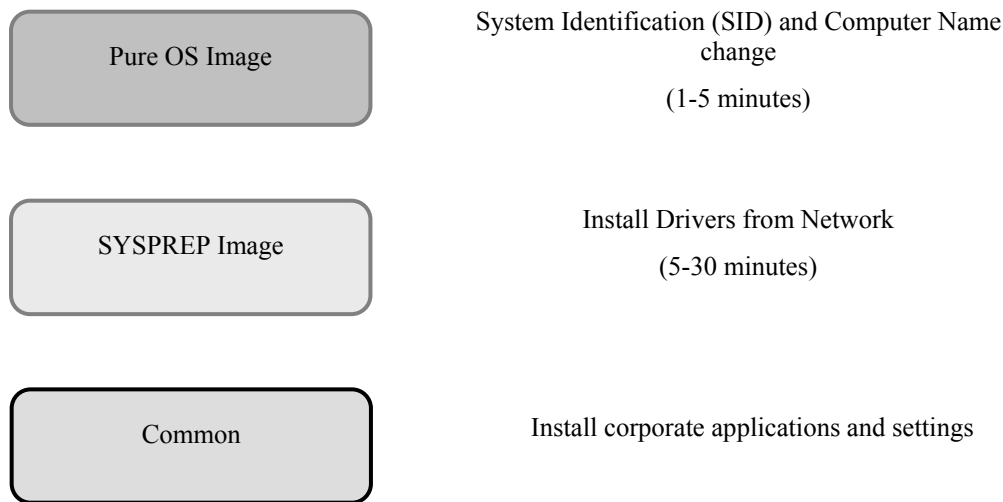 Pure OS Image
System Identification (SID) and Computer Name
change
(1-5 minutes)
SYSPREP Image
Install Drivers from Network
(5-30 minutes)
Common
Install corporate applications and settings